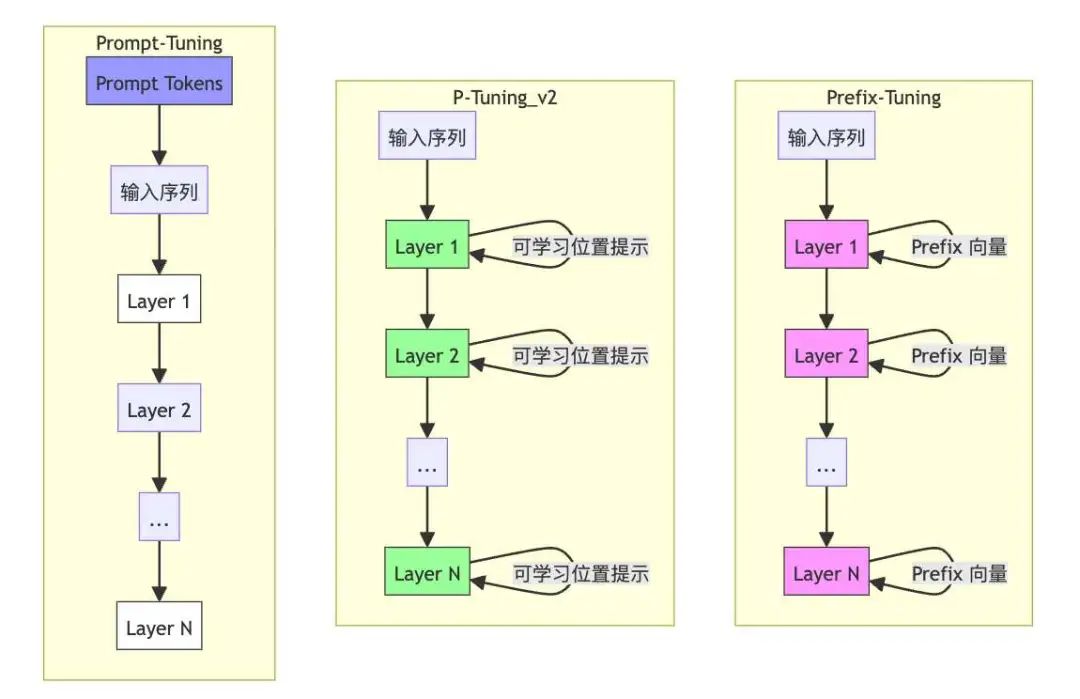 Prompt-Tuning
Prompt Tokens
输入序列
Layer 1
Layer 2
...
Layer N
P-Tuning_v2
输入序列
Layer 1
可学习位置提示
Layer 2
可学习位置提示
...
Layer N
可学习位置提示
Prefix-Tuning
输入序列
Layer 1
Prefix 向量
Layer 2
Prefix 向量
...
Layer N
Prefix 向量